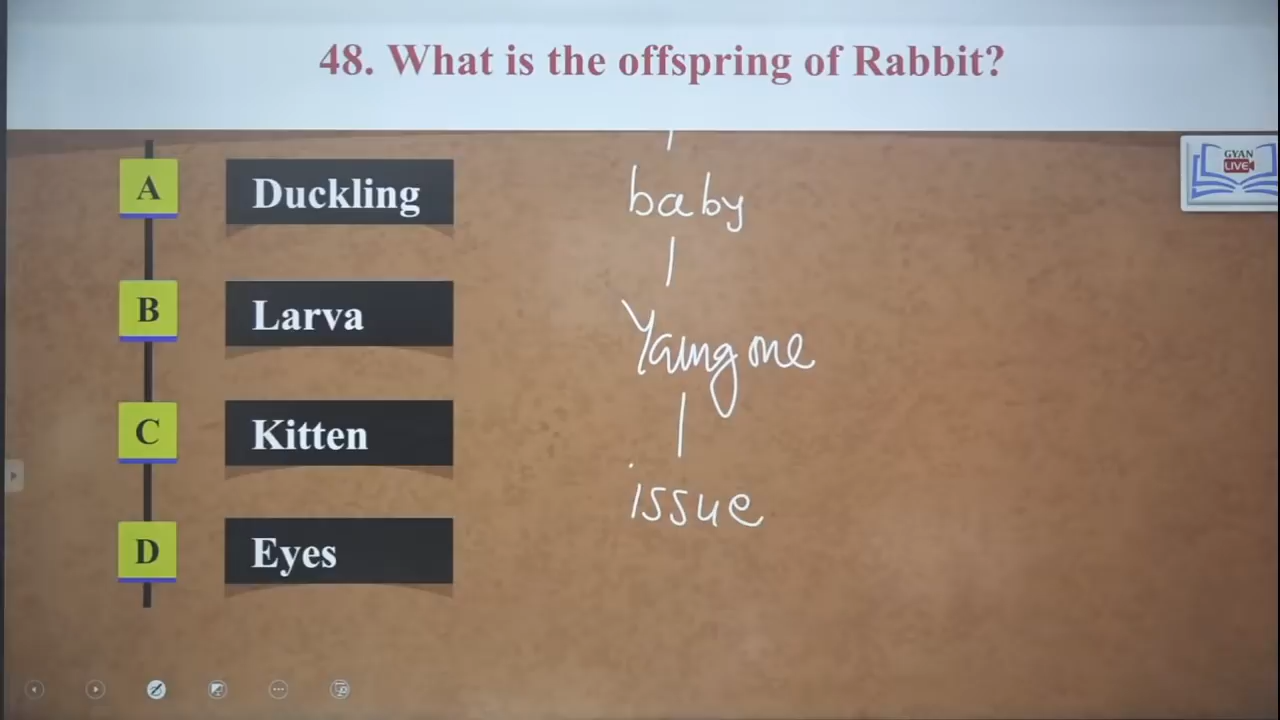 48. What is the offspring of Rabbit?
A Duckling
B Larva
C Kitten
D Eyes
baby
Young one
issue
GYAN
LIVE